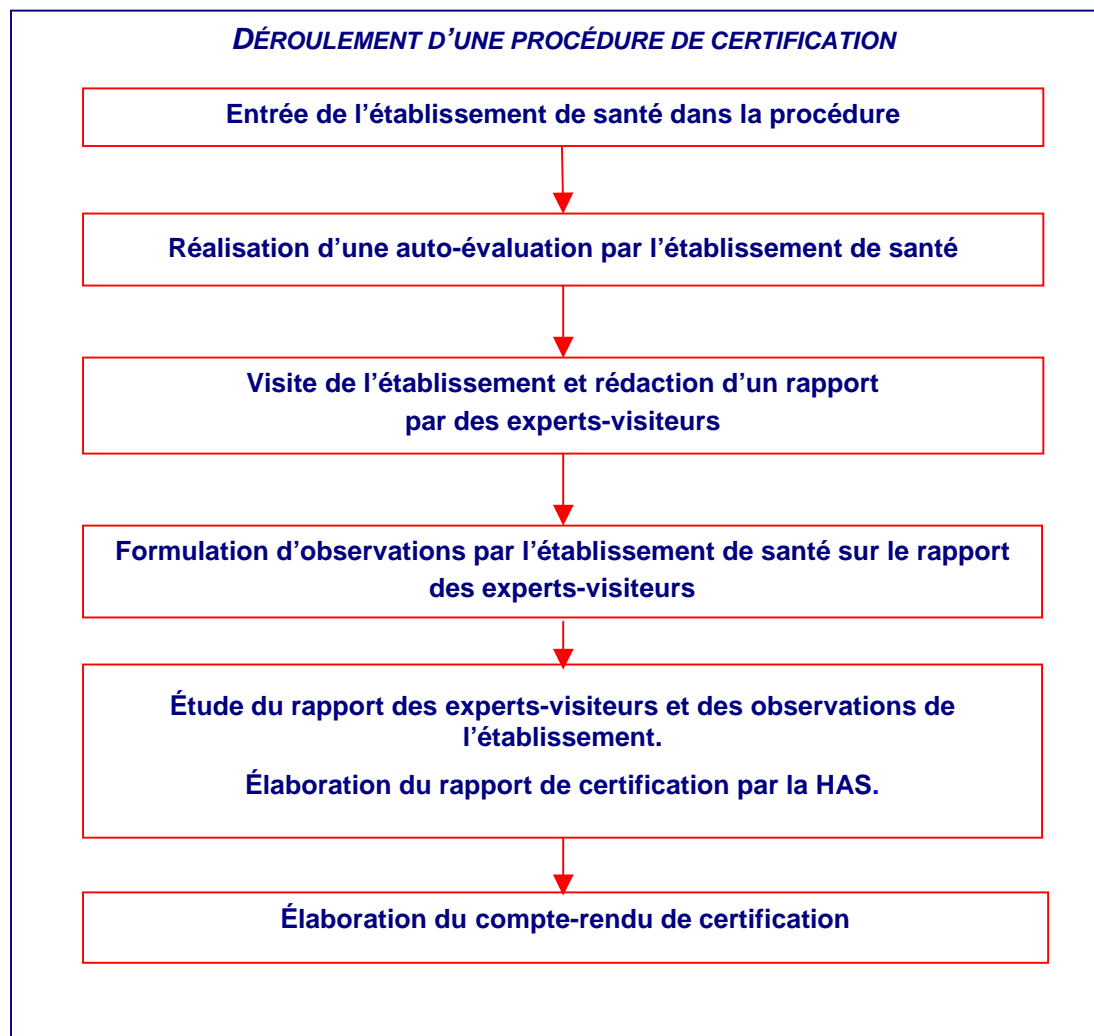 DÉROULEMENT D'UNE PROCÉDURE DE CERTIFICATION
Entrée de l'établissement de santé dans la procédure
Réalisation d'une auto-évaluation par l'établissement de santé
Visite de l'établissement et rédaction d'un rapport
par des experts-visiteurs
Formulation d'observations par l'établissement de santé sur le rapport
des experts-visiteurs
Étude du rapport des experts-visiteurs et des observations de
l'établissement.
Élaboration du rapport de certification par la HAS.
Élaboration du compte-rendu de certification